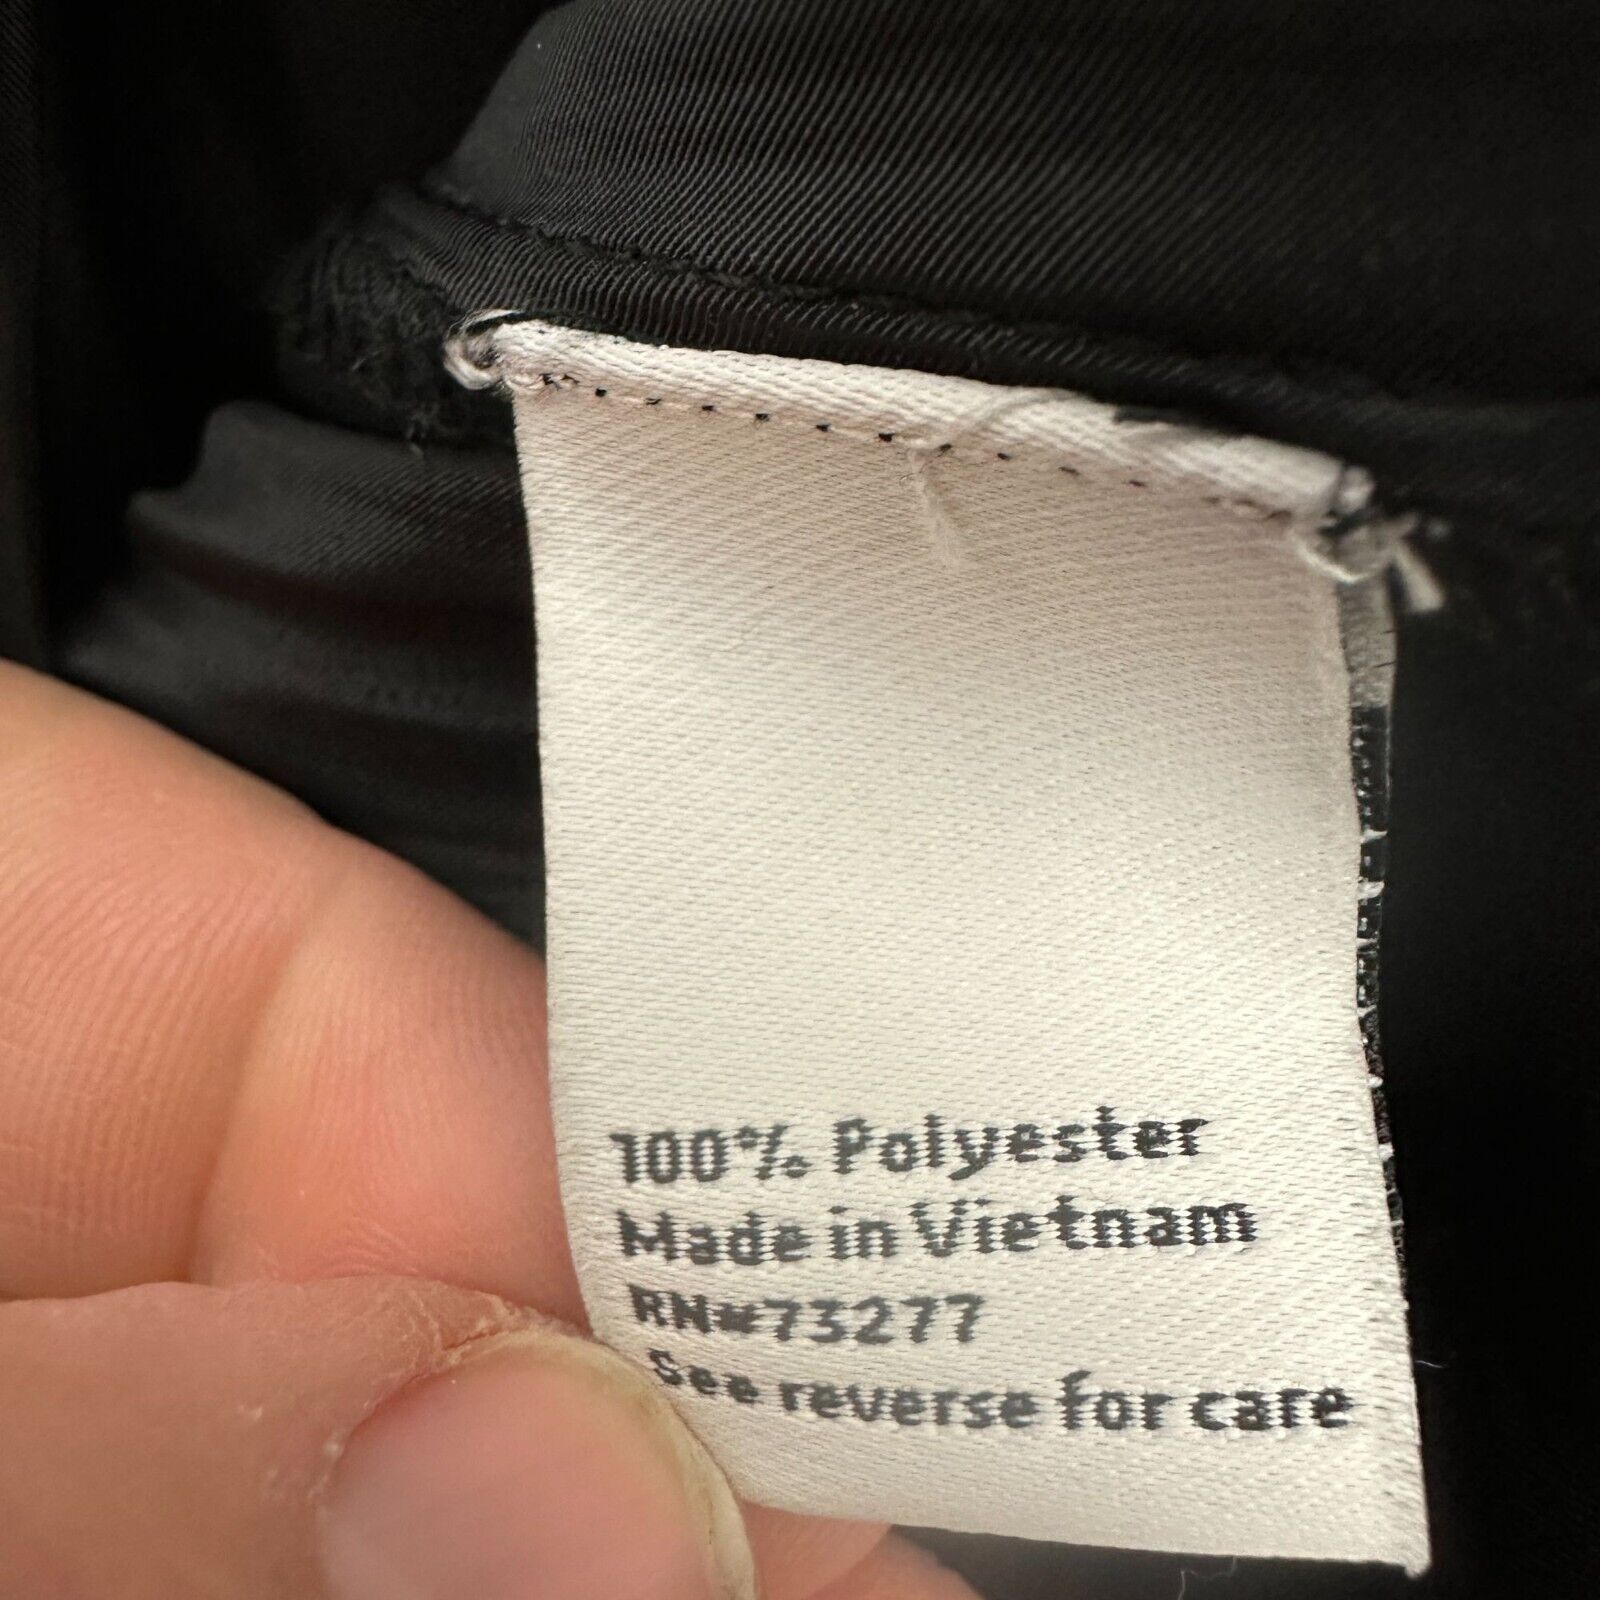 100% Polyester
Made in Vietnam
RN#73277
See reverse for care